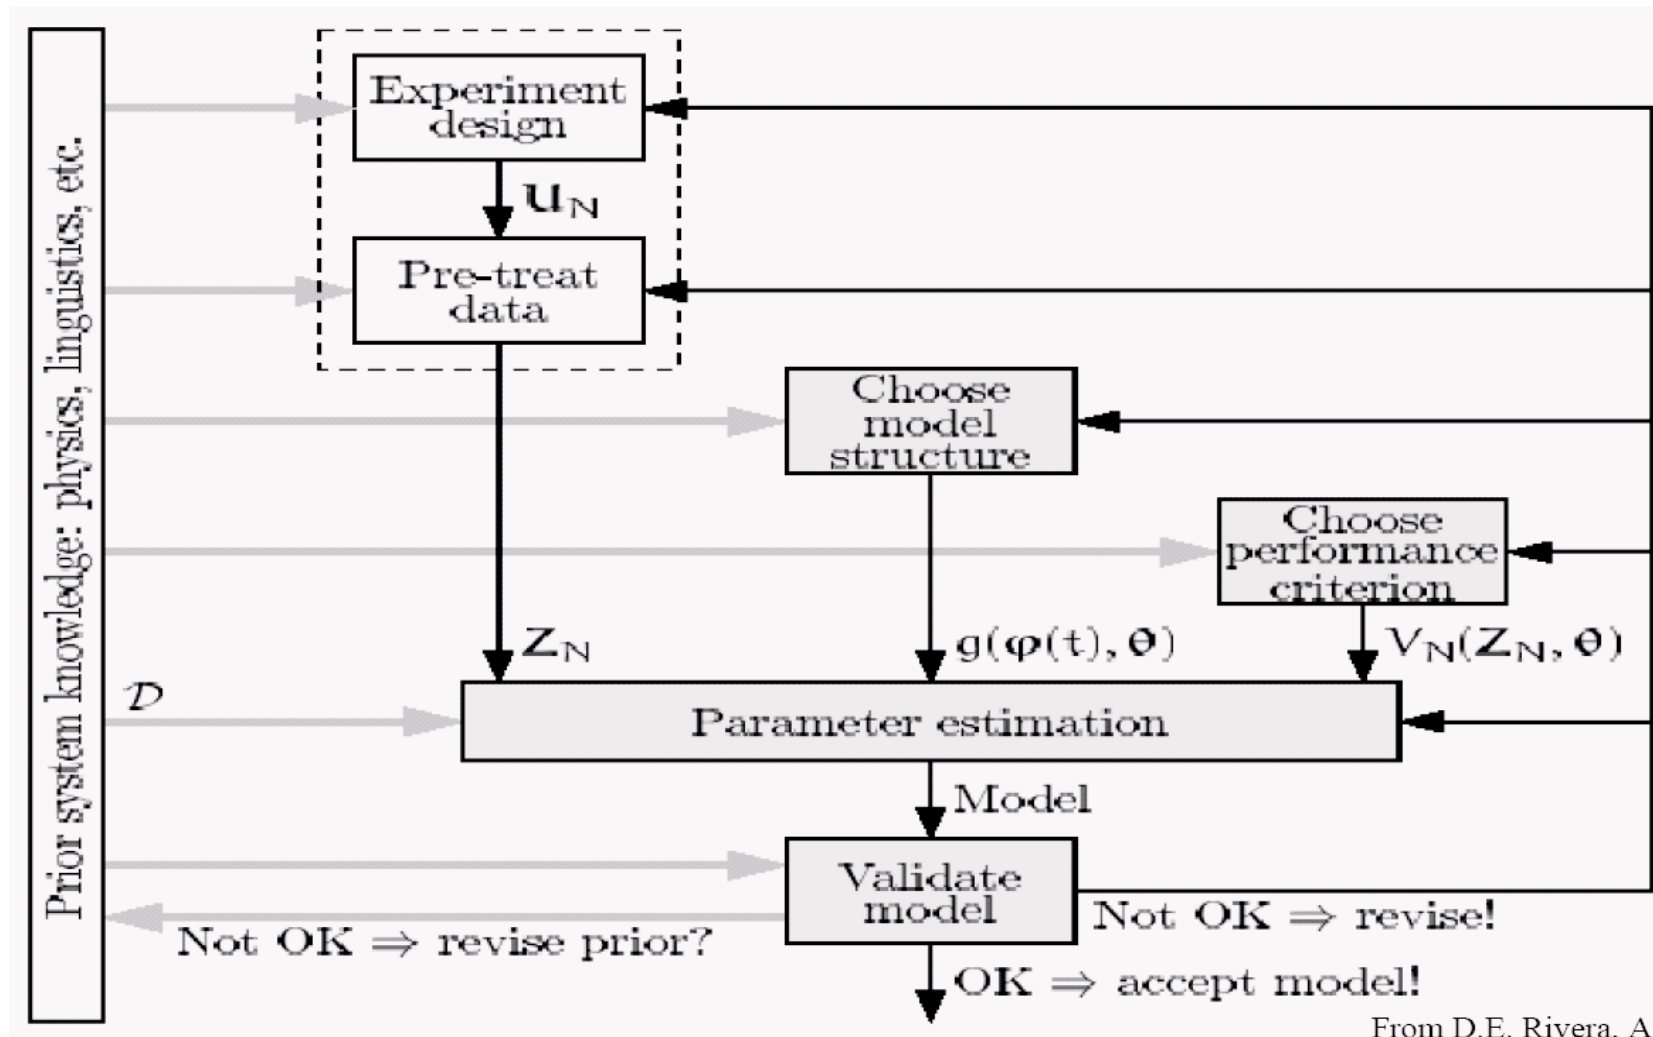 Prior system knowledge: physics, linguistics, etc.
Experiment
design
u_N
Pre-treat
data
Choose
model
structure
Choose
performance
criterion
Z_N
g(φ(t), θ)
V_N(Z_N, θ)
𝒟
Parameter estimation
Model
Validate
model
Not OK ⇒ revise!
Not OK ⇒ revise prior?
OK ⇒ accept model!
From D.E. Rivera, A